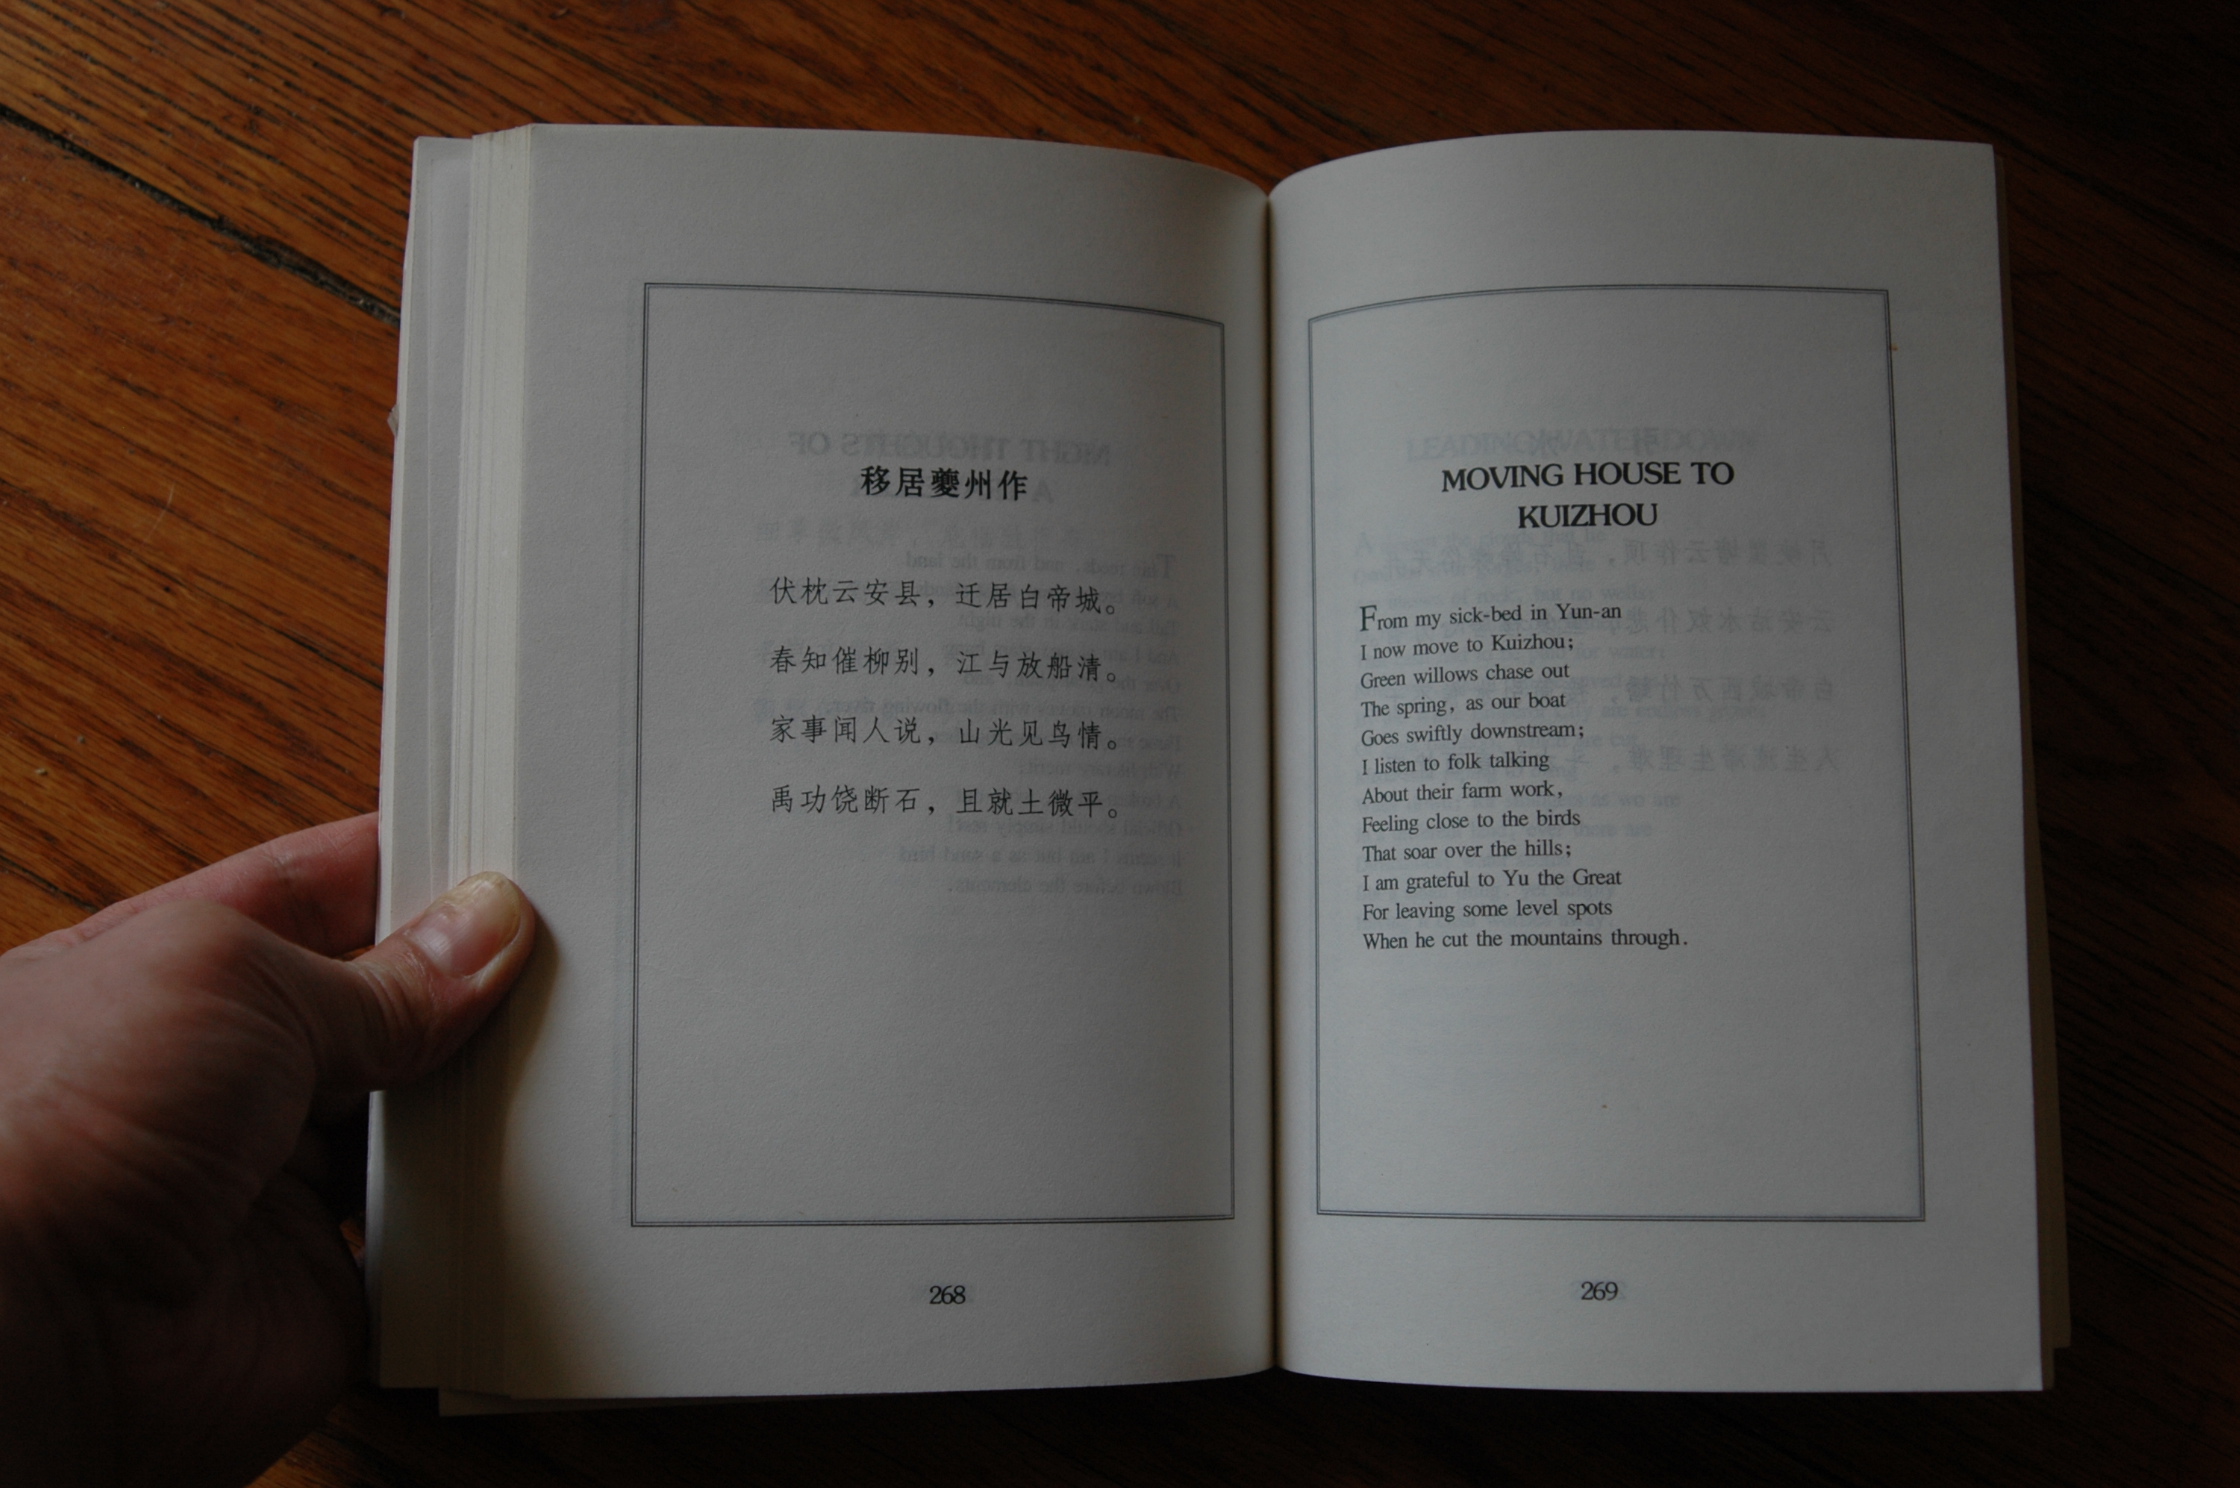 移居夔州作
伏枕云安县，迁居白帝城。
春知催柳别，江与放船清。
家事闻人说，山光见鸟情。
禹功饶断石，且就土微平。
268
MOVING HOUSE TO
KUIZHOU
From my sick-bed in Yun-an
I now move to Kuizhou;
Green willows chase out
The spring, as our boat
Goes swiftly downstream;
I listen to folk talking
About their farm work,
Feeling close to the birds
That soar over the hills;
I am grateful to Yu the Great
For leaving some level spots
When he cut the mountains through.
269